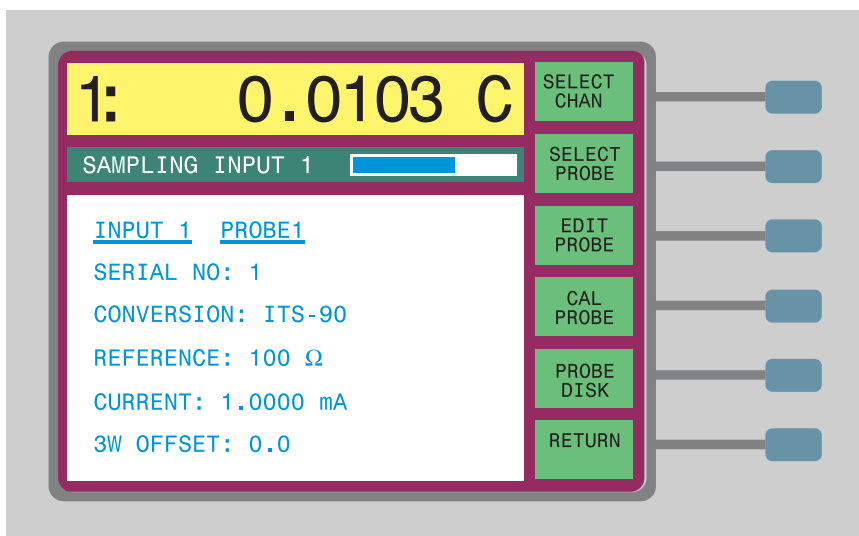 1: 0.0103 C
SAMPLING INPUT 1
INPUT 1 PROBE1
SERIAL NO: 1
CONVERSION: ITS-90
REFERENCE: 100 Ω
CURRENT: 1.0000 mA
3W OFFSET: 0.0
SELECT
CHAN
SELECT
PROBE
EDIT
PROBE
CAL
PROBE
PROBE
DISK
RETURN